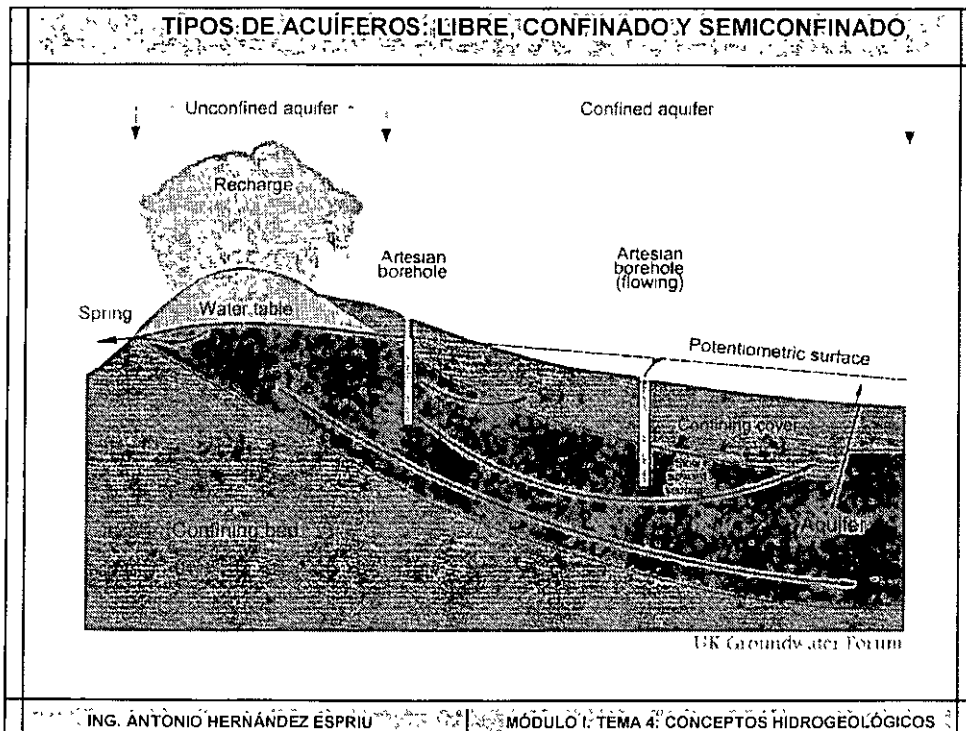 TIPOS DE ACUÍFEROS: LIBRE, CONFINADO Y SEMICONFINADO
Unconfined aquifer
Confined aquifer
Recharge
Artesian
borehole
Artesian
borehole
(flowing)
Spring
Water table
Potentiometric surface
Confining cover
Aquifer
Confining bed
UK Groundwater Forum
ING. ANTONIO HERNÁNDEZ ESPRIU
MÓDULO I: TEMA 4: CONCEPTOS HIDROGEOLÓGICOS